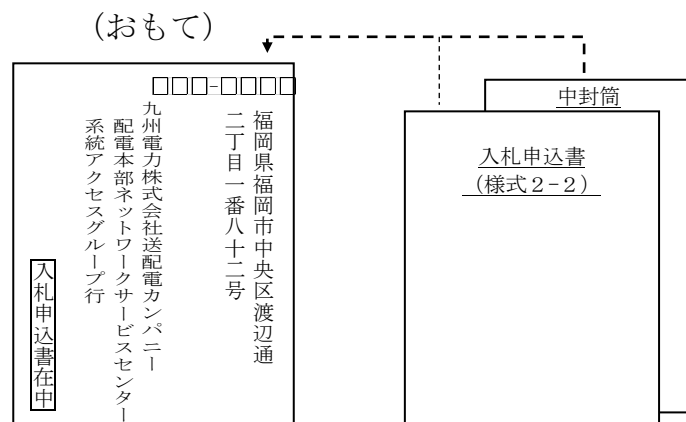 (おもて)
□□□-□□□□
福岡県福岡市中央区渡辺通
二丁目一番八十二号
九州電力株式会社送配電カンパニー
配電本部ネットワークサービスセンター
系統アクセスグループ行
入札申込書在中
中封筒
入札申込書
(様式2-2)